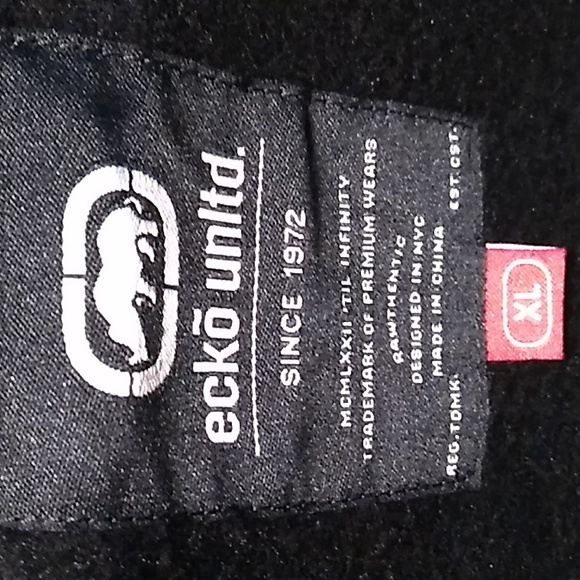 eckō unltd.
SINCE 1972
MCMLXXII 'TIL INFINITY
TRADEMARK OF PREMIUM WEARS
RAWTHENTIC
DESIGNED IN NYC
MADE IN CHINA
REG.TDMK. EST.CST.
XL